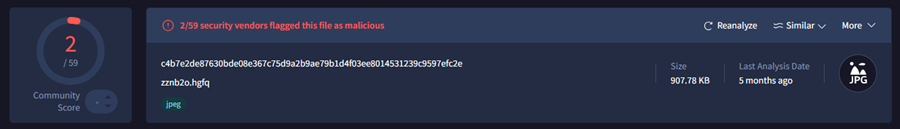 2
/ 59
Community
Score
-
2/59 security vendors flagged this file as malicious
Reanalyze
Similar
More
c4b7e2de87630bde08e367c75d9a2b9ae79b1d4f03ee8014531239c9597efc2e
zznb2o.hgfq
jpeg
Size
907.78 KB
Last Analysis Date
5 months ago
JPG